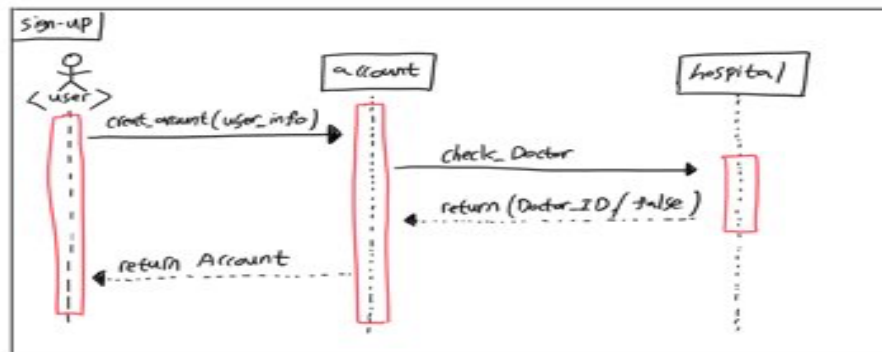 sign-up
account
hospital
<user>
creat_acount(user_info)
check_Doctor
return (Doctor_ID/false)
return Account